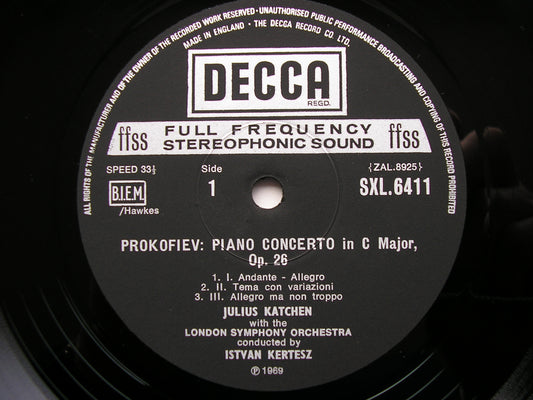 ALL RIGHTS OF THE MANUFACTURER AND OF THE OWNER OF THE RECORDED WORK RESERVED · UNAUTHORISED PUBLIC PERFORMANCE BROADCASTING AND COPYING OF THIS RECORD PROHIBITED
MADE IN ENGLAND · THE DECCA RECORD CO. LTD.
DECCA
REGD.
ffss FULL FREQUENCY STEREOPHONIC SOUND ffss
SPEED 33⅓ Side {ZAL.8925}
B.I.E.M. 1 SXL.6411
/Hawkes
PROKOFIEV: PIANO CONCERTO in C Major,
Op. 26
1. I. Andante - Allegro
2. II. Tema con variazioni
3. III. Allegro ma non troppo
JULIUS KATCHEN
with the
LONDON SYMPHONY ORCHESTRA
conducted by
ISTVAN KERTESZ
℗ 1969